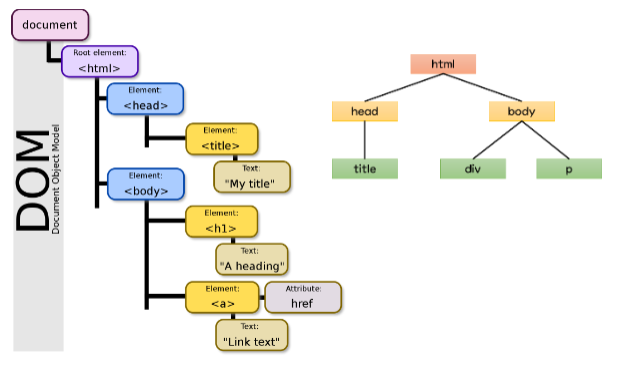 document
Root element:
<html>
Element:
<head>
Element:
<title>
Text:
"My title"
Element:
<body>
Element:
<h1>
Text:
"A heading"
Element:
<a>
Attribute:
href
Text:
"Link text"
DOM
Document Object Model
html
head
body
title
div
p